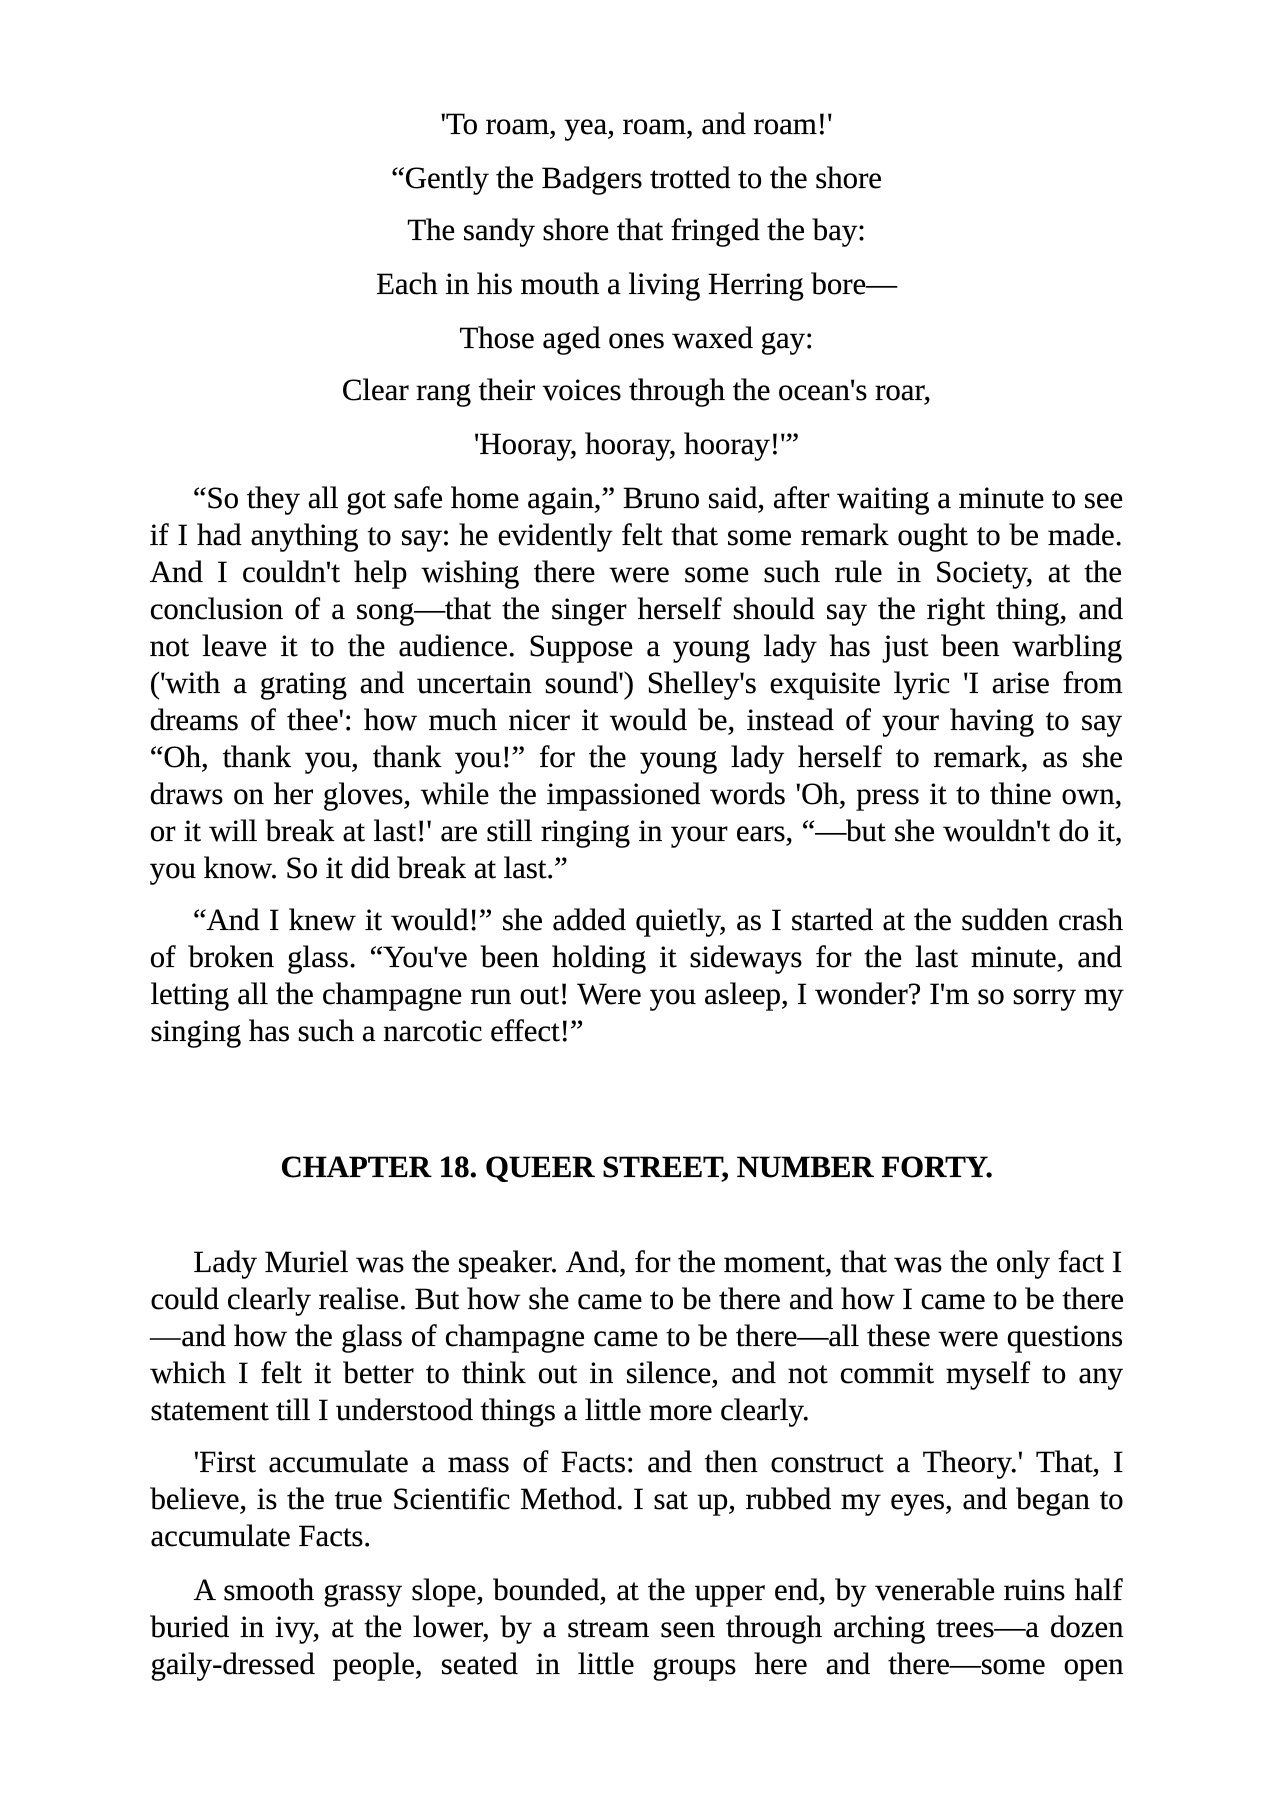 'To roam, yea, roam, and roam!'
“Gently the Badgers trotted to the shore
The sandy shore that fringed the bay:
Each in his mouth a living Herring bore—
Those aged ones waxed gay:
Clear rang their voices through the ocean's roar,
'Hooray, hooray, hooray!'”
“So they all got safe home again,” Bruno said, after waiting a minute to see
if I had anything to say: he evidently felt that some remark ought to be made.
And I couldn't help wishing there were some such rule in Society, at the
conclusion of a song—that the singer herself should say the right thing, and
not leave it to the audience. Suppose a young lady has just been warbling
('with a grating and uncertain sound') Shelley's exquisite lyric 'I arise from
dreams of thee': how much nicer it would be, instead of your having to say
“Oh, thank you, thank you!” for the young lady herself to remark, as she
draws on her gloves, while the impassioned words 'Oh, press it to thine own,
or it will break at last!' are still ringing in your ears, “—but she wouldn't do it,
you know. So it did break at last.”
“And I knew it would!” she added quietly, as I started at the sudden crash
of broken glass. “You've been holding it sideways for the last minute, and
letting all the champagne run out! Were you asleep, I wonder? I'm so sorry my
singing has such a narcotic effect!”
CHAPTER 18. QUEER STREET, NUMBER FORTY.
Lady Muriel was the speaker. And, for the moment, that was the only fact I
could clearly realise. But how she came to be there and how I came to be there
—and how the glass of champagne came to be there—all these were questions
which I felt it better to think out in silence, and not commit myself to any
statement till I understood things a little more clearly.
'First accumulate a mass of Facts: and then construct a Theory.' That, I
believe, is the true Scientific Method. I sat up, rubbed my eyes, and began to
accumulate Facts.
A smooth grassy slope, bounded, at the upper end, by venerable ruins half
buried in ivy, at the lower, by a stream seen through arching trees—a dozen
gaily-dressed people, seated in little groups here and there—some open